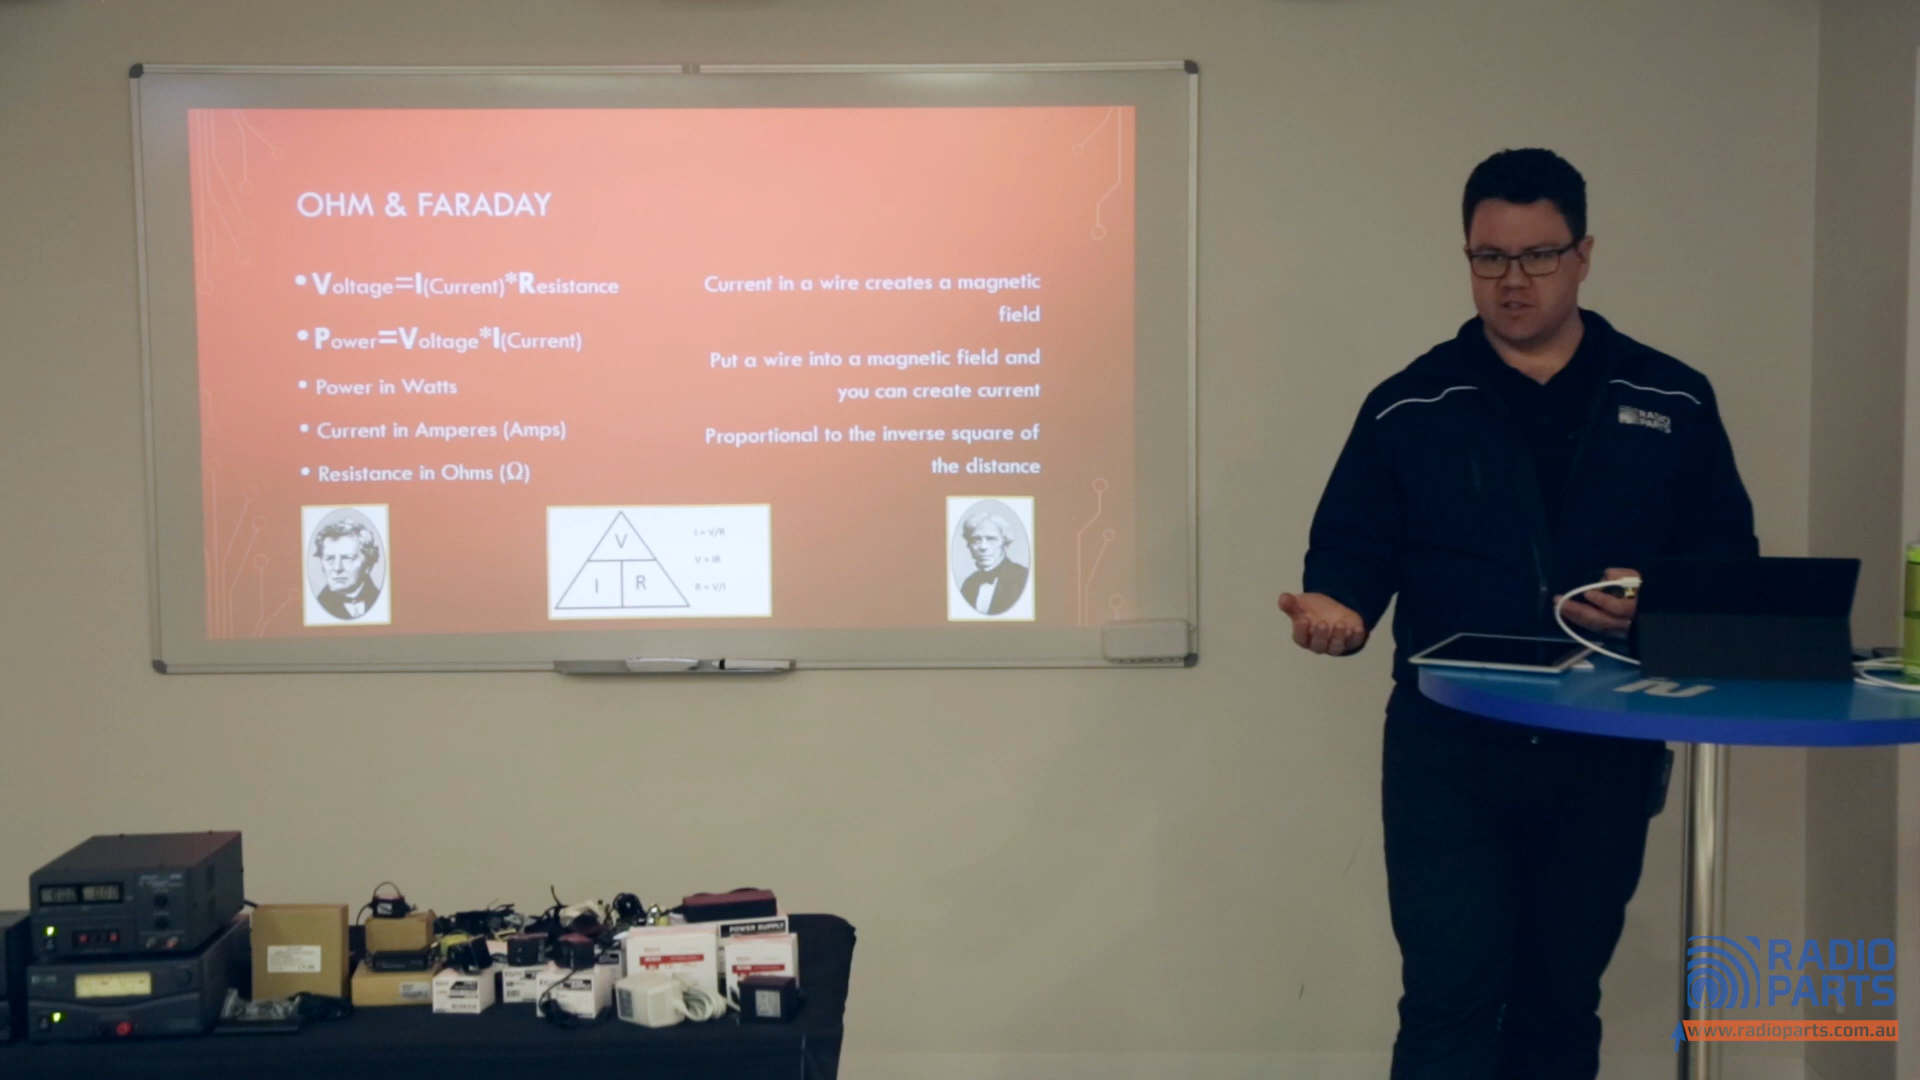 OHM & FARADAY
• Voltage=I(Current)*Resistance
• Power=Voltage*I(Current)
• Power in Watts
• Current in Amperes (Amps)
• Resistance in Ohms (Ω)
Current in a wire creates a magnetic
field
Put a wire into a magnetic field and
you can create current
Proportional to the inverse square of
the distance
V
I R
I = V/R
V = IR
R = V/I
RADIO
PARTS
POWER SUPPLY
RADIO
PARTS
www.radioparts.com.au